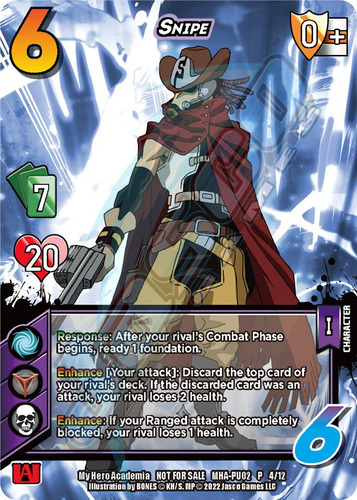 6
SNIPE
0 +
7
20
Response: After your rival's Combat Phase
begins, ready 1 foundation.
Enhance [Your attack]: Discard the top card
of your rival's deck. If the discarded card was an
attack, your rival loses 2 health.
Enhance: If your Ranged attack is completely
blocked, your rival loses 1 health.
I
CHARACTER
6
My Hero Academia NOT FOR SALE MHA-PU02 P 4/12
Illustration by BONES © KH/S. MP © 2022 Jasco Games LLC